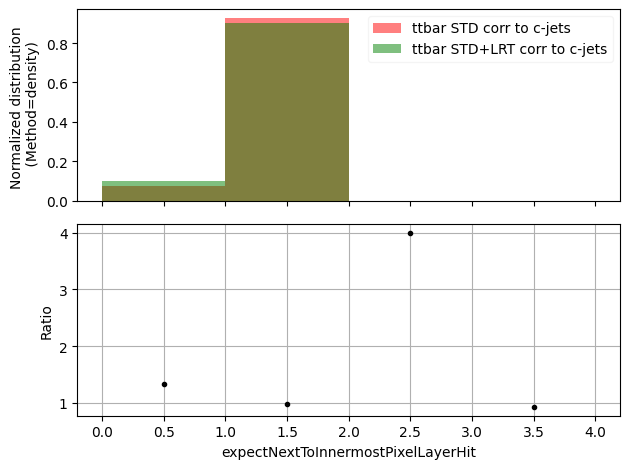 Normalized distribution
(Method=density)
0.8
0.6
0.4
0.2
0.0
ttbar STD corr to c-jets
ttbar STD+LRT corr to c-jets
Ratio
4
3
2
1
0.0 0.5 1.0 1.5 2.0 2.5 3.0 3.5 4.0
expectNextToInnermostPixelLayerHit